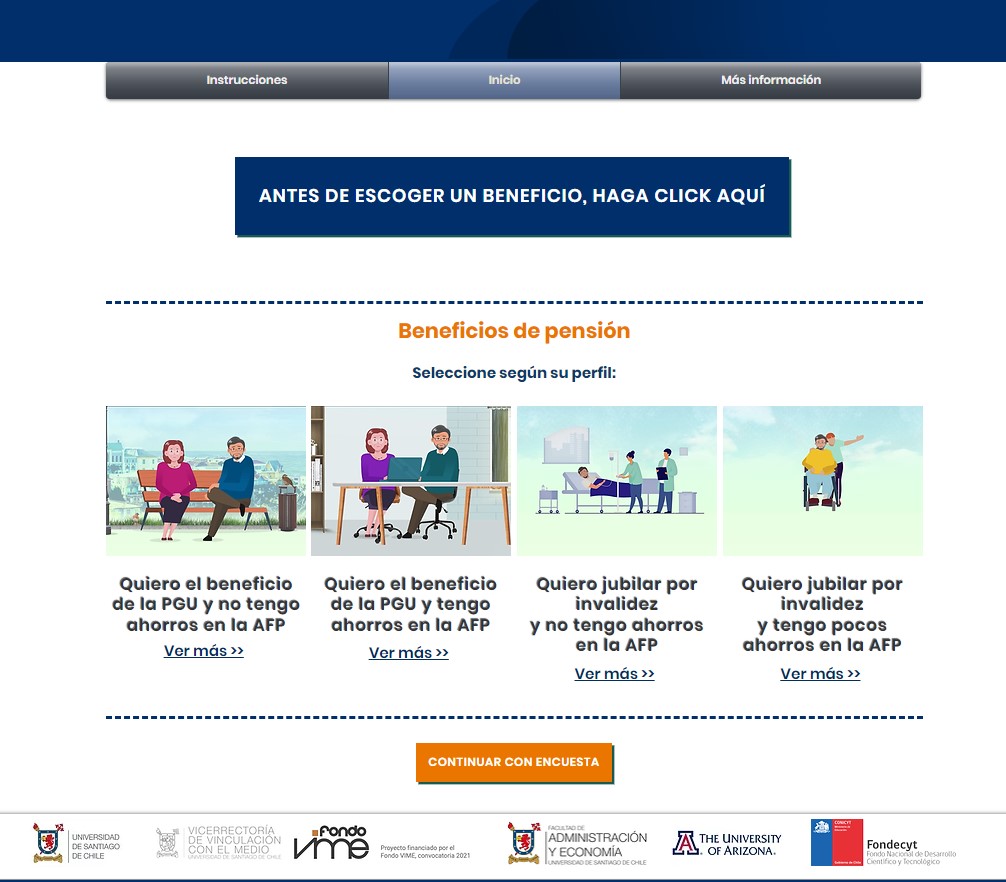 Instrucciones
Inicio
Más información
ANTES DE ESCOGER UN BENEFICIO, HAGA CLICK AQUÍ
Beneficios de pensión
Seleccione según su perfil:
Quiero el beneficio
de la PGU y no tengo
ahorros en la AFP
Ver más >>
Quiero el beneficio
de la PGU y tengo
ahorros en la AFP
Ver más >>
Quiero jubilar por
invalidez
y no tengo ahorros
en la AFP
Ver más >>
Quiero jubilar por
invalidez
y tengo pocos
ahorros en la AFP
Ver más >>
CONTINUAR CON ENCUESTA
UNIVERSIDAD
DE SANTIAGO
DE CHILE
VICERRECTORÍA
DE VINCULACIÓN
CON EL MEDIO
UNIVERSIDAD DE SANTIAGO DE CHILE
Fondo
vime
Proyecto financiado por el
Fondo VIME, convocatoria 2021
FACULTAD DE
ADMINISTRACIÓN
Y ECONOMÍA
UNIVERSIDAD DE SANTIAGO DE CHILE
A
THE UNIVERSITY
OF ARIZONA.
CONICYT
Fondecyt
Fondo Nacional de Desarrollo
Científico y Tecnológico